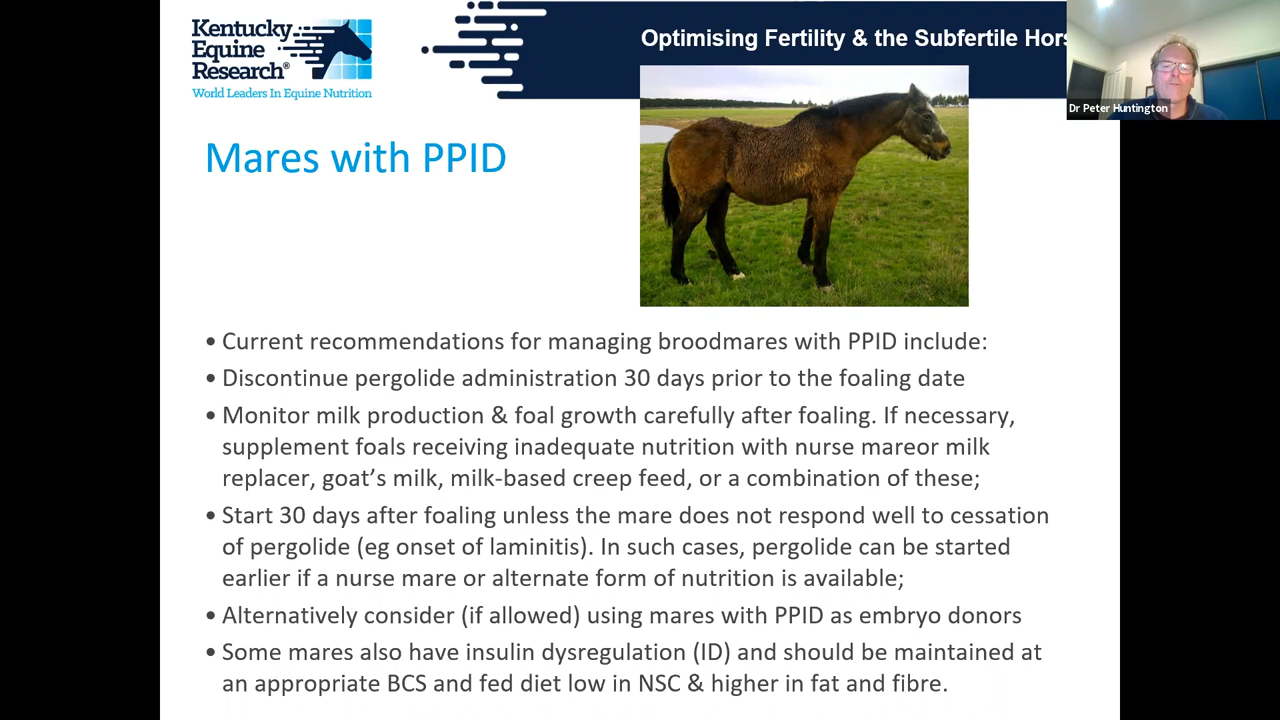 Kentucky
Equine
Research®
World Leaders In Equine Nutrition
Optimising Fertility & the Subfertile Hors
Dr Peter Huntington
Mares with PPID
• Current recommendations for managing broodmares with PPID include:
• Discontinue pergolide administration 30 days prior to the foaling date
• Monitor milk production & foal growth carefully after foaling. If necessary,
supplement foals receiving inadequate nutrition with nurse mareor milk
replacer, goat’s milk, milk-based creep feed, or a combination of these;
• Start 30 days after foaling unless the mare does not respond well to cessation
of pergolide (eg onset of laminitis). In such cases, pergolide can be started
earlier if a nurse mare or alternate form of nutrition is available;
• Alternatively consider (if allowed) using mares with PPID as embryo donors
• Some mares also have insulin dysregulation (ID) and should be maintained at
an appropriate BCS and fed diet low in NSC & higher in fat and fibre.